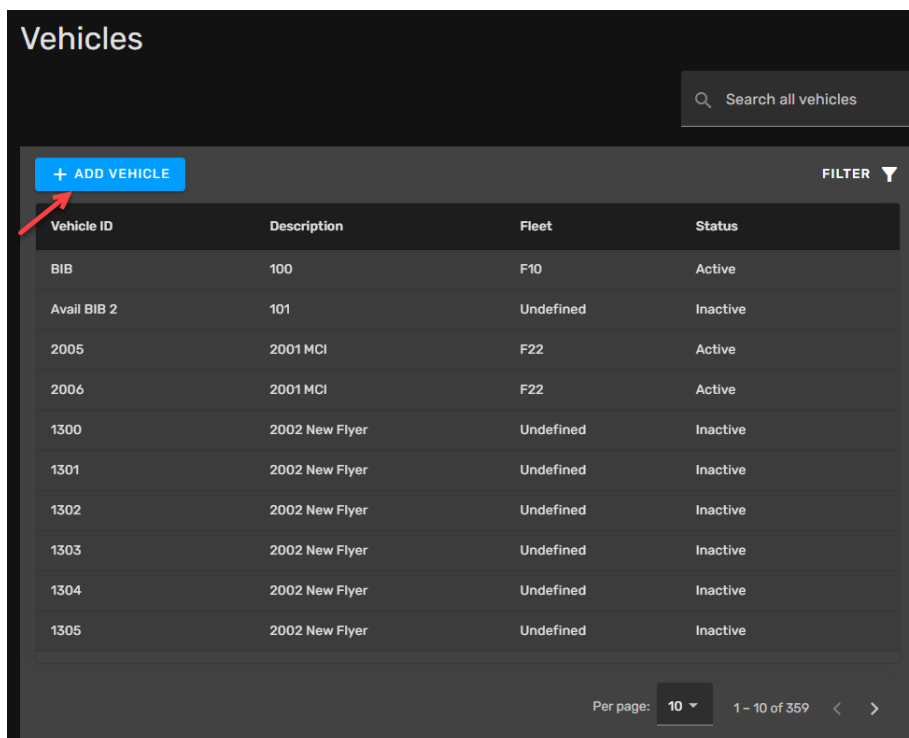 Vehicles
Search all vehicles
+ ADD VEHICLE FILTER
Vehicle ID Description Fleet Status
BIB 100 F10 Active
Avail BIB 2 101 Undefined Inactive
2005 2001 MCI F22 Active
2006 2001 MCI F22 Active
1300 2002 New Flyer Undefined Inactive
1301 2002 New Flyer Undefined Inactive
1302 2002 New Flyer Undefined Inactive
1303 2002 New Flyer Undefined Inactive
1304 2002 New Flyer Undefined Inactive
1305 2002 New Flyer Undefined Inactive
Per page: 10 1 – 10 of 359